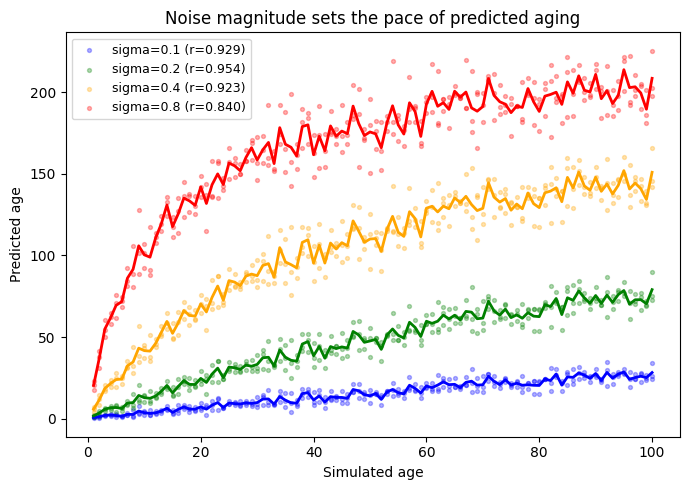 Noise magnitude sets the pace of predicted aging
sigma=0.1 (r=0.929)
sigma=0.2 (r=0.954)
sigma=0.4 (r=0.923)
sigma=0.8 (r=0.840)
200
150
100
50
0
Predicted age
0 20 40 60 80 100
Simulated age